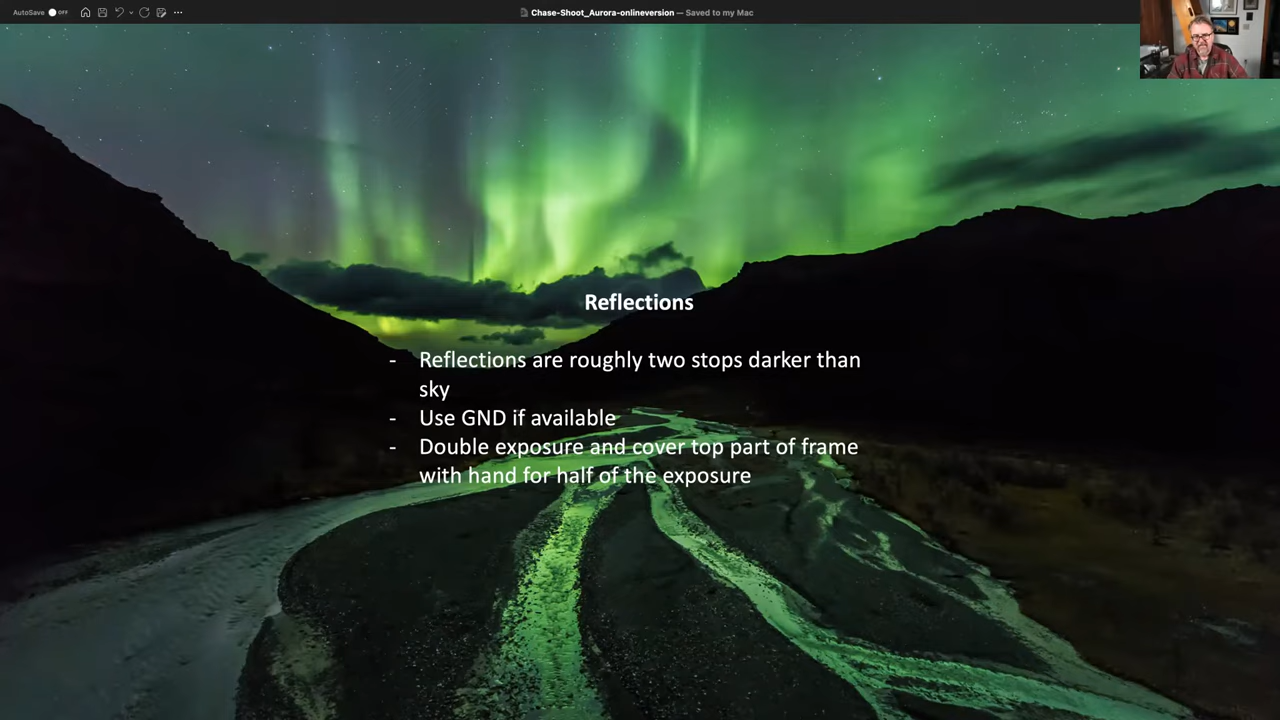 AutoSave OFF
Chase-Shoot_Aurora-onlineversion — Saved to my Mac
Reflections
- Reflections are roughly two stops darker than
sky
- Use GND if available
- Double exposure and cover top part of frame
with hand for half of the exposure